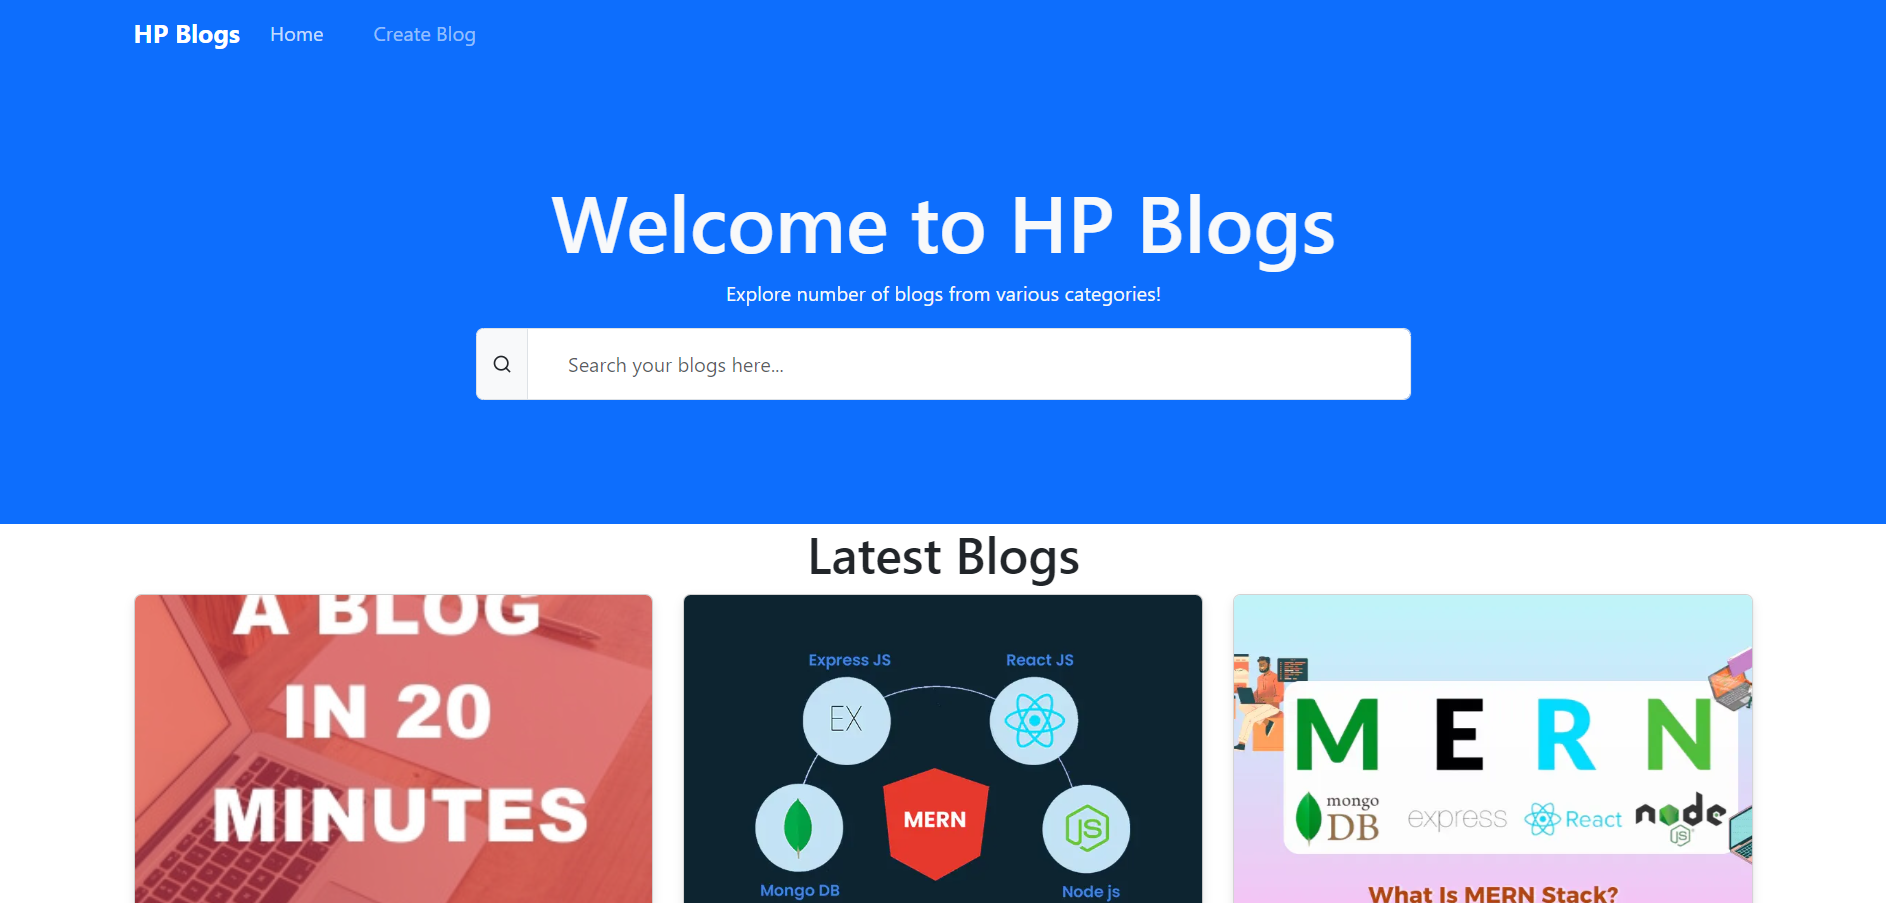 HP Blogs Home Create Blog
Welcome to HP Blogs
Explore number of blogs from various categories!
Search your blogs here...
Latest Blogs
A BLOG
IN 20
MINUTES
Express JS
React JS
EX
MERN
JS
Mongo DB
Node js
M E R N
mongo
DB
express
React
node
JS
What Is MERN Stack?